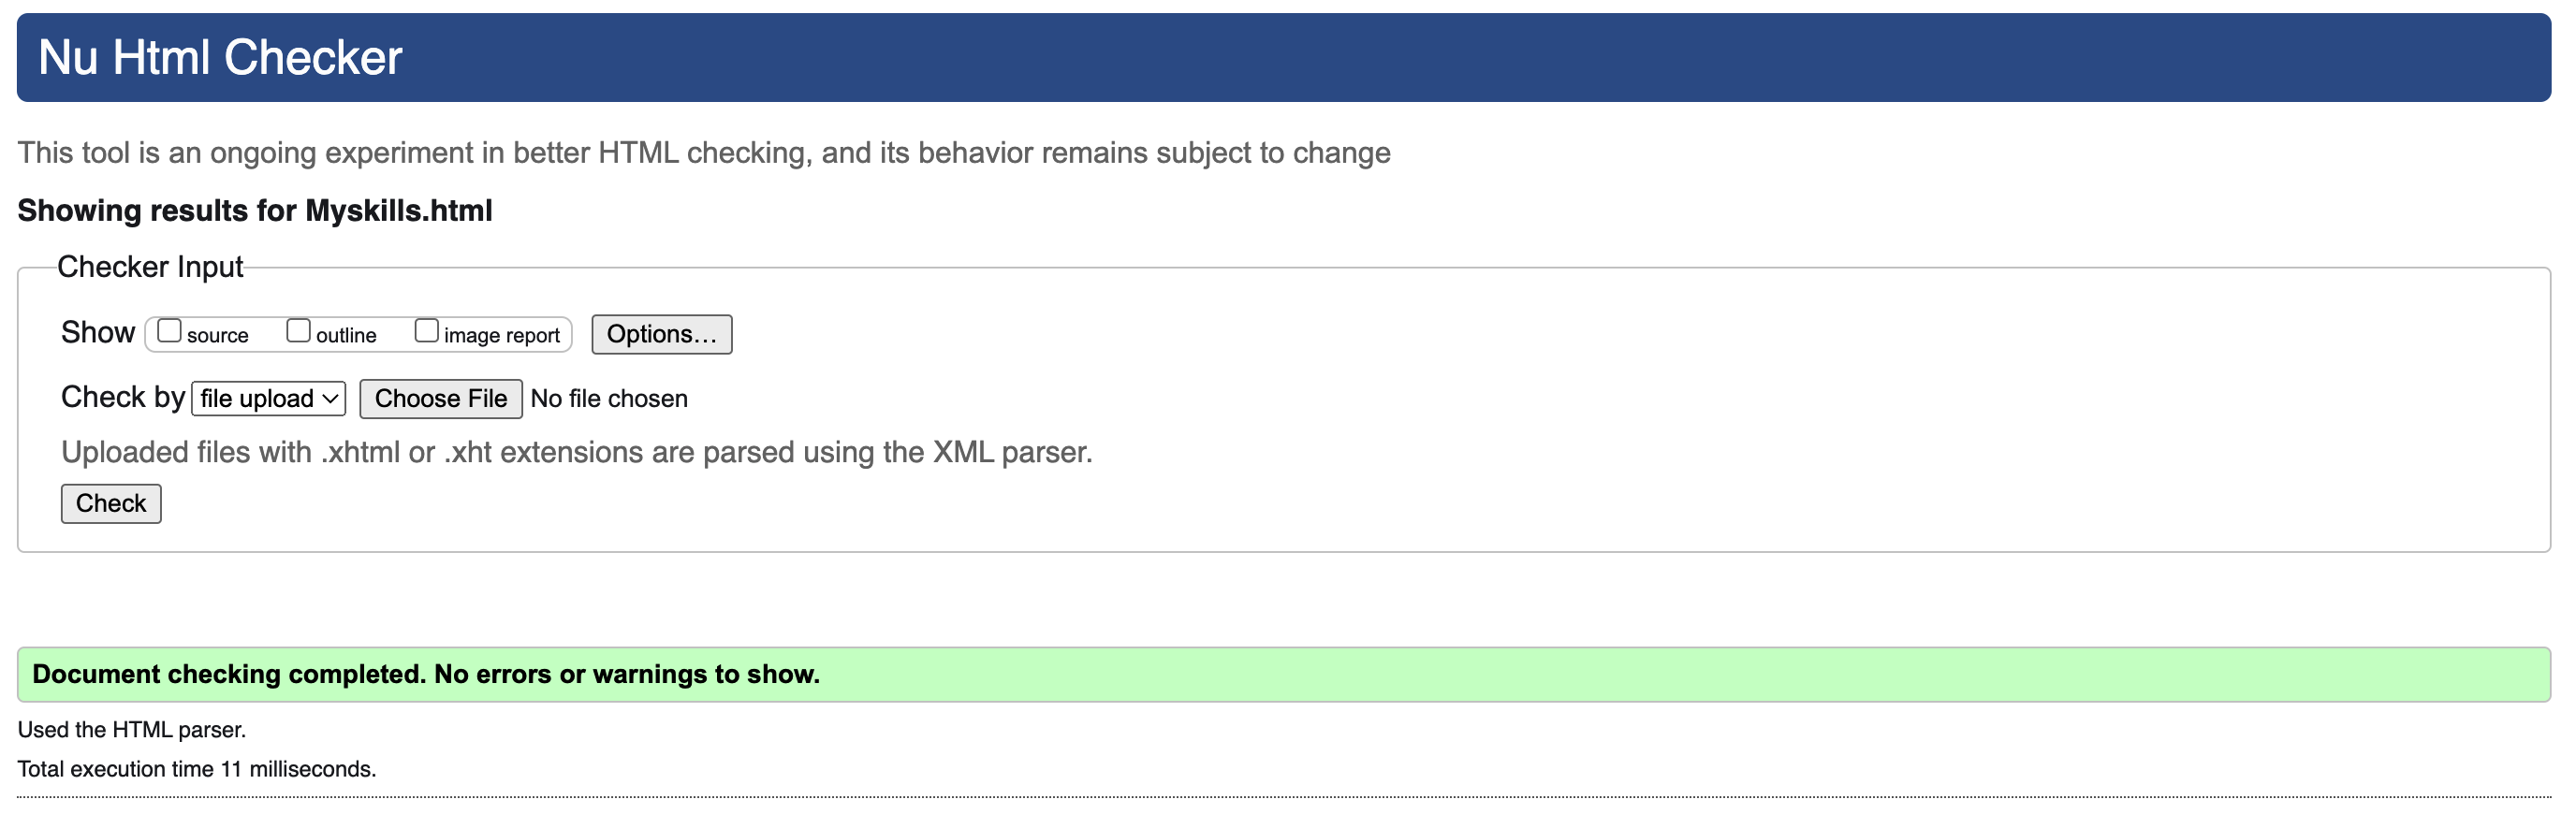 Nu Html Checker
This tool is an ongoing experiment in better HTML checking, and its behavior remains subject to change
Showing results for Myskills.html
Checker Input
Show source outline image report Options...
Check by file upload Choose File No file chosen
Uploaded files with .xhtml or .xht extensions are parsed using the XML parser.
Check
Document checking completed. No errors or warnings to show.
Used the HTML parser.
Total execution time 11 milliseconds.